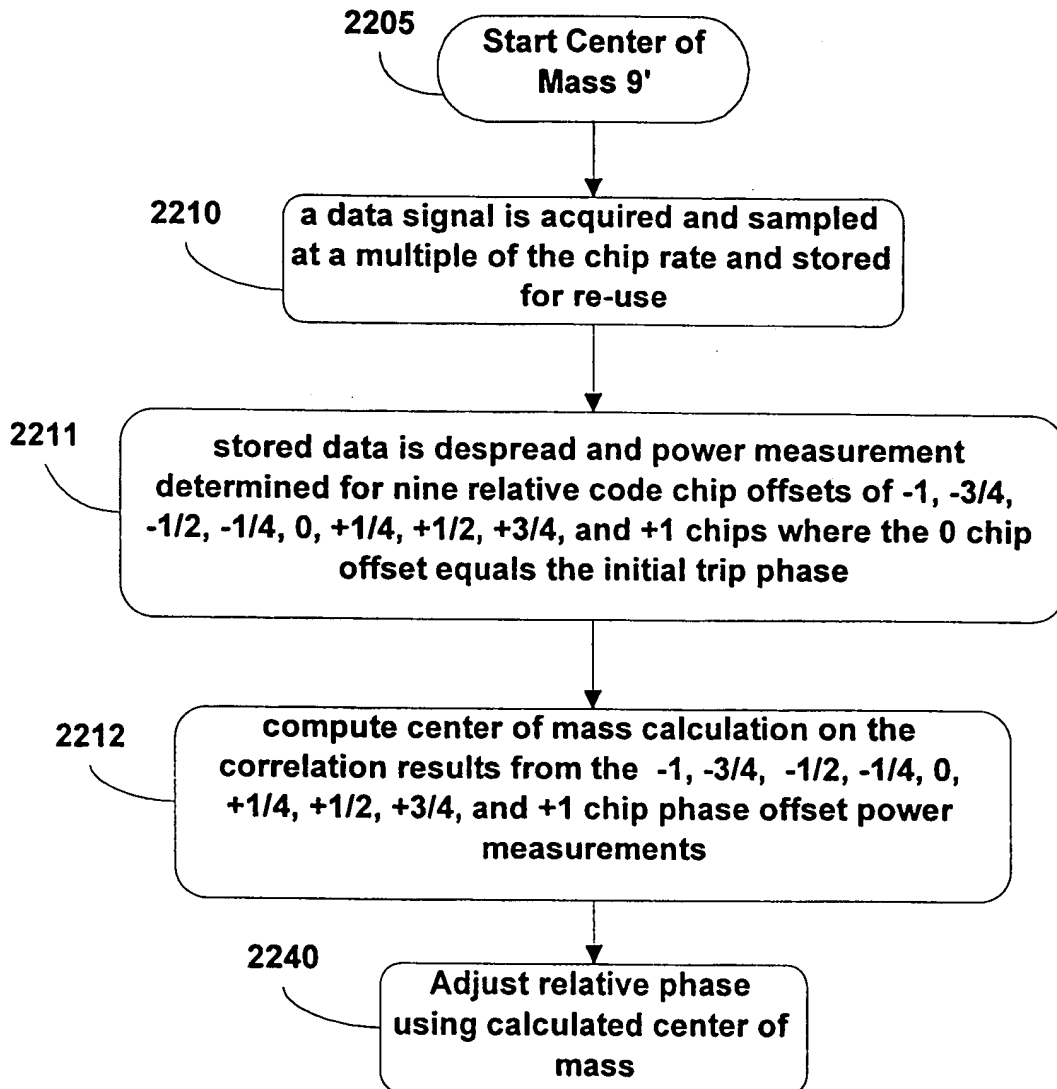 2205
Start Center of
Mass 9'
2210
a data signal is acquired and sampled
at a multiple of the chip rate and stored
for re-use
2211
stored data is despread and power measurement
determined for nine relative code chip offsets of -1, -3/4,
-1/2, -1/4, 0, +1/4, +1/2, +3/4, and +1 chips where the 0 chip
offset equals the initial trip phase
2212
compute center of mass calculation on the
correlation results from the -1, -3/4, -1/2, -1/4, 0,
+1/4, +1/2, +3/4, and +1 chip phase offset power
measurements
2240
Adjust relative phase
using calculated center of
mass